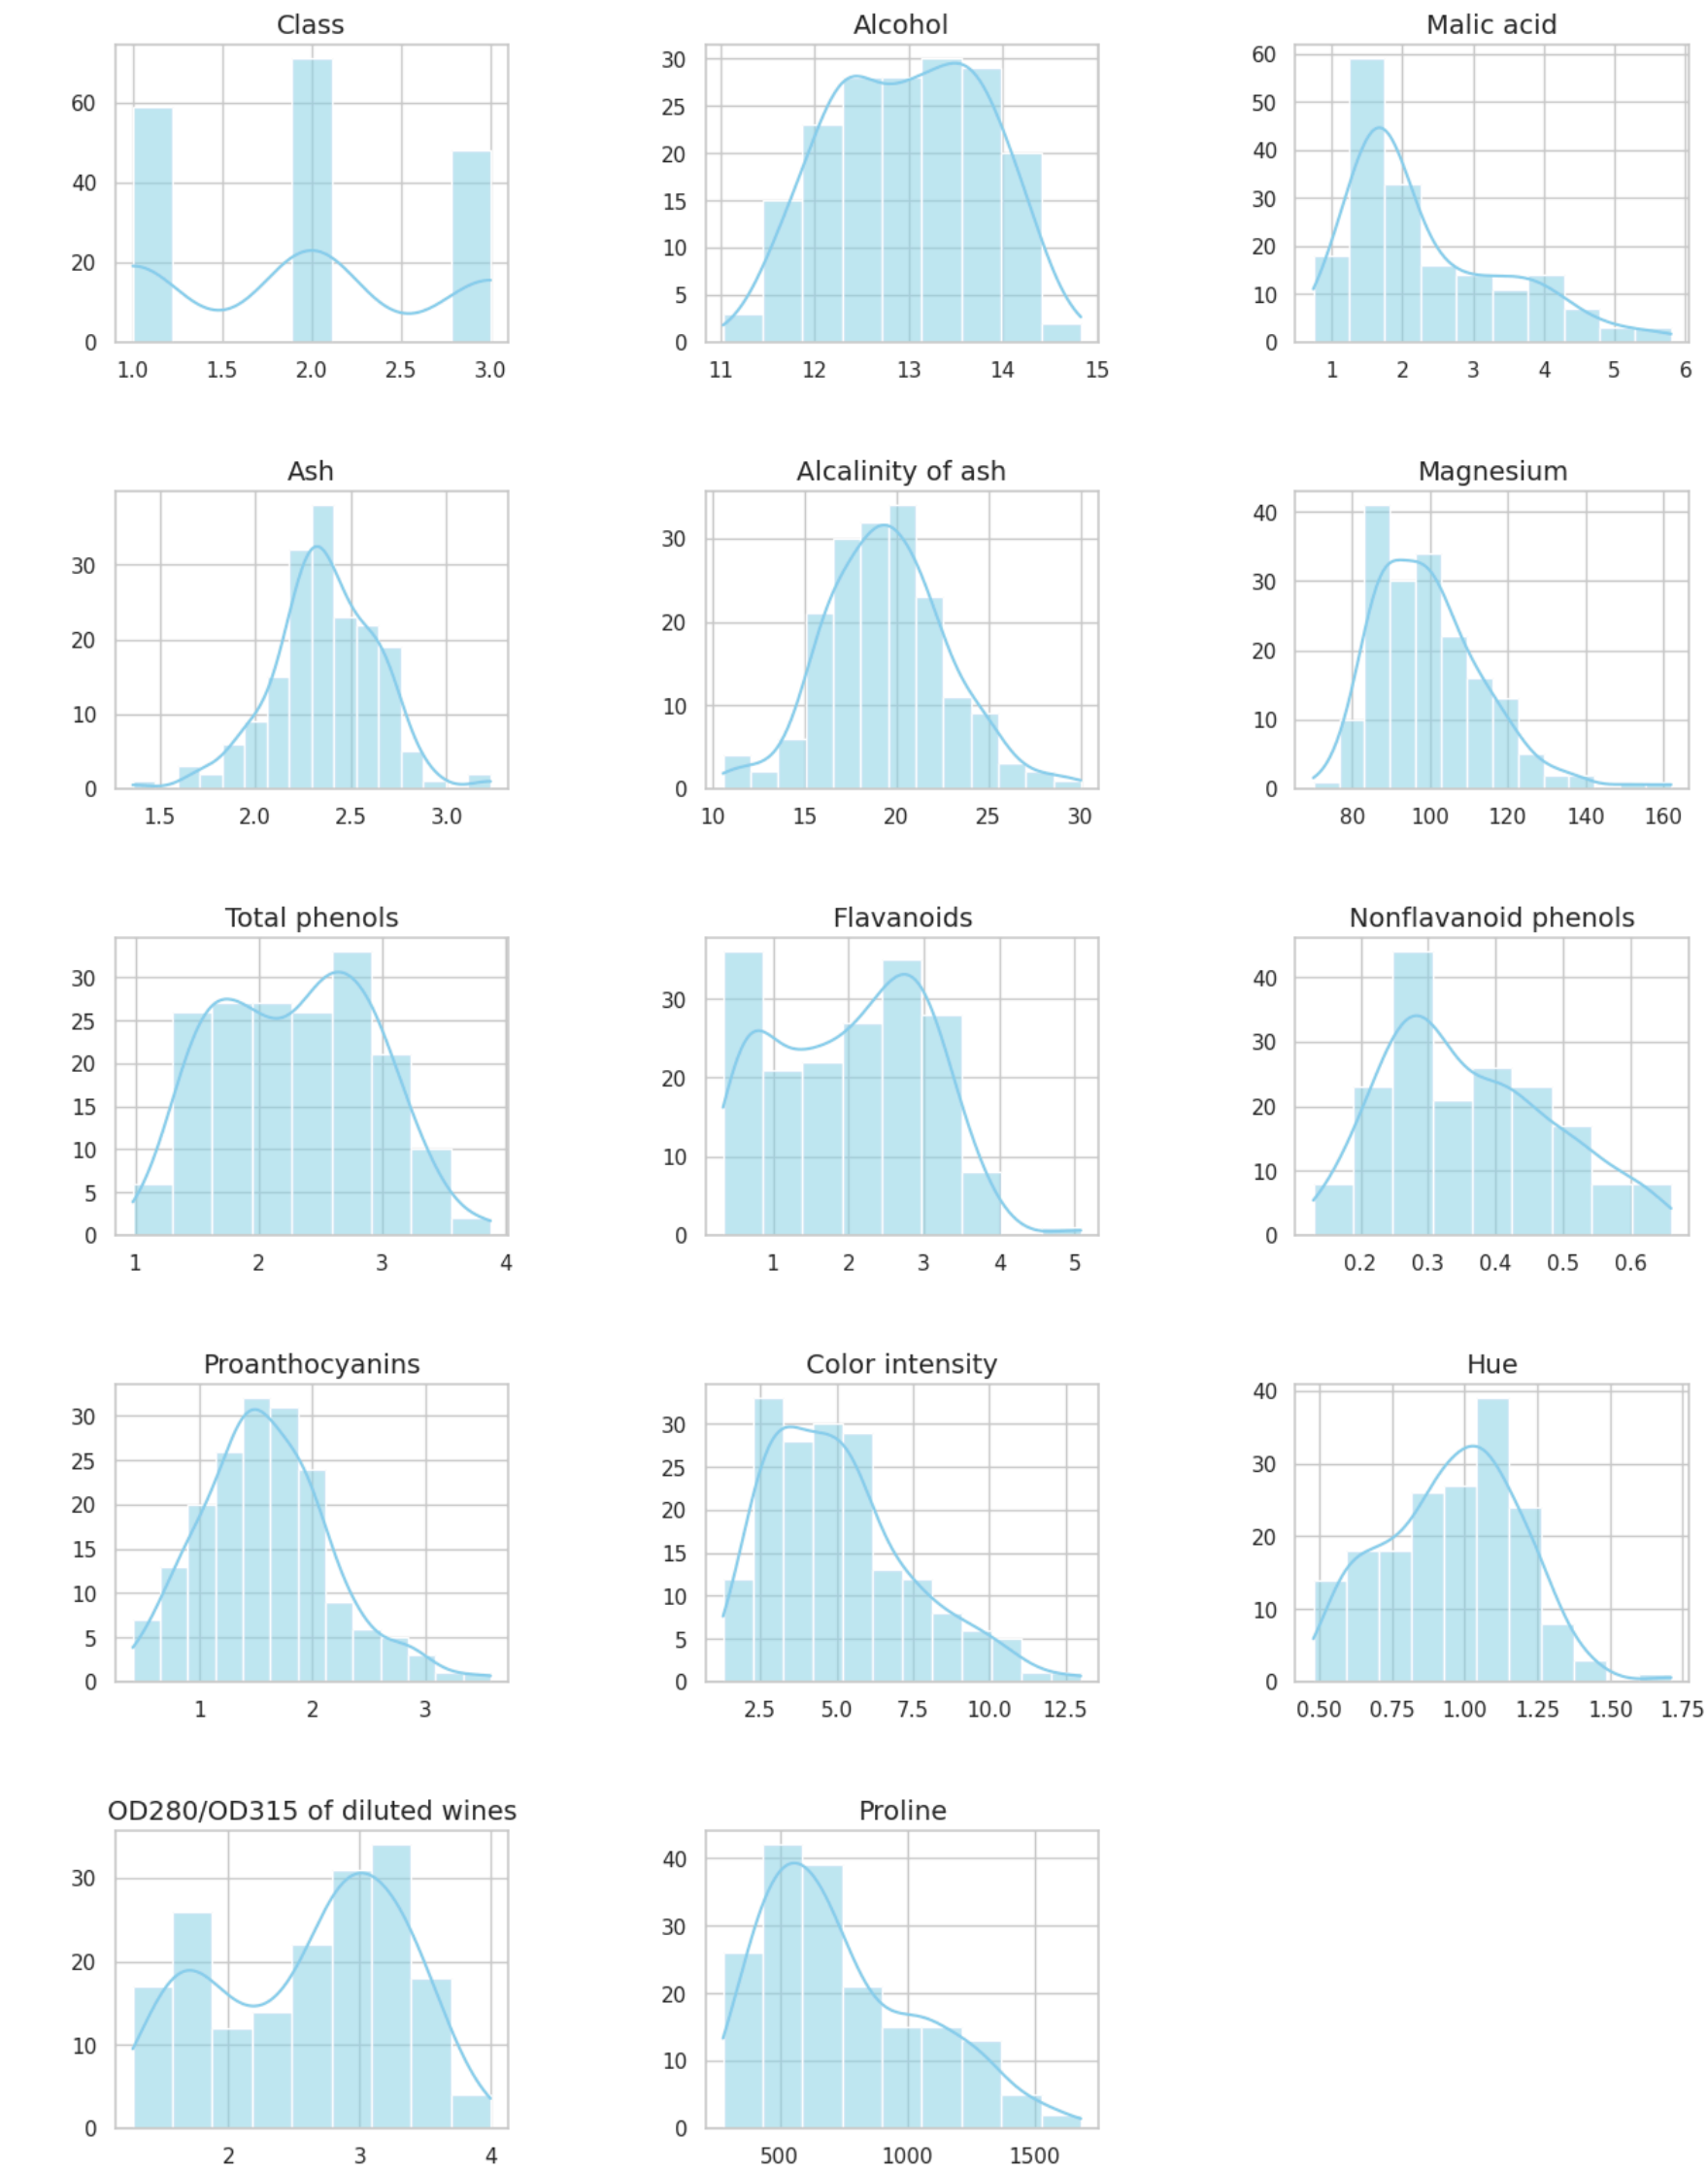 Class
Alcohol
Malic acid
60
40
20
0
1.0 1.5 2.0 2.5 3.0
30
25
20
15
10
5
0
11 12 13 14 15
60
50
40
30
20
10
0
1 2 3 4 5 6
Ash
Alcalinity of ash
Magnesium
30
20
10
0
1.5 2.0 2.5 3.0
30
20
10
0
10 15 20 25 30
40
30
20
10
0
80 100 120 140 160
Total phenols
Flavanoids
Nonflavanoid phenols
30
25
20
15
10
5
0
1 2 3 4
30
20
10
0
1 2 3 4 5
40
30
20
10
0
0.2 0.3 0.4 0.5 0.6
Proanthocyanins
Color intensity
Hue
30
25
20
15
10
5
0
1 2 3
30
25
20
15
10
5
0
2.5 5.0 7.5 10.0 12.5
40
30
20
10
0
0.50 0.75 1.00 1.25 1.50 1.75
OD280/OD315 of diluted wines
Proline
30
20
10
0
2 3 4
40
30
20
10
0
500 1000 1500